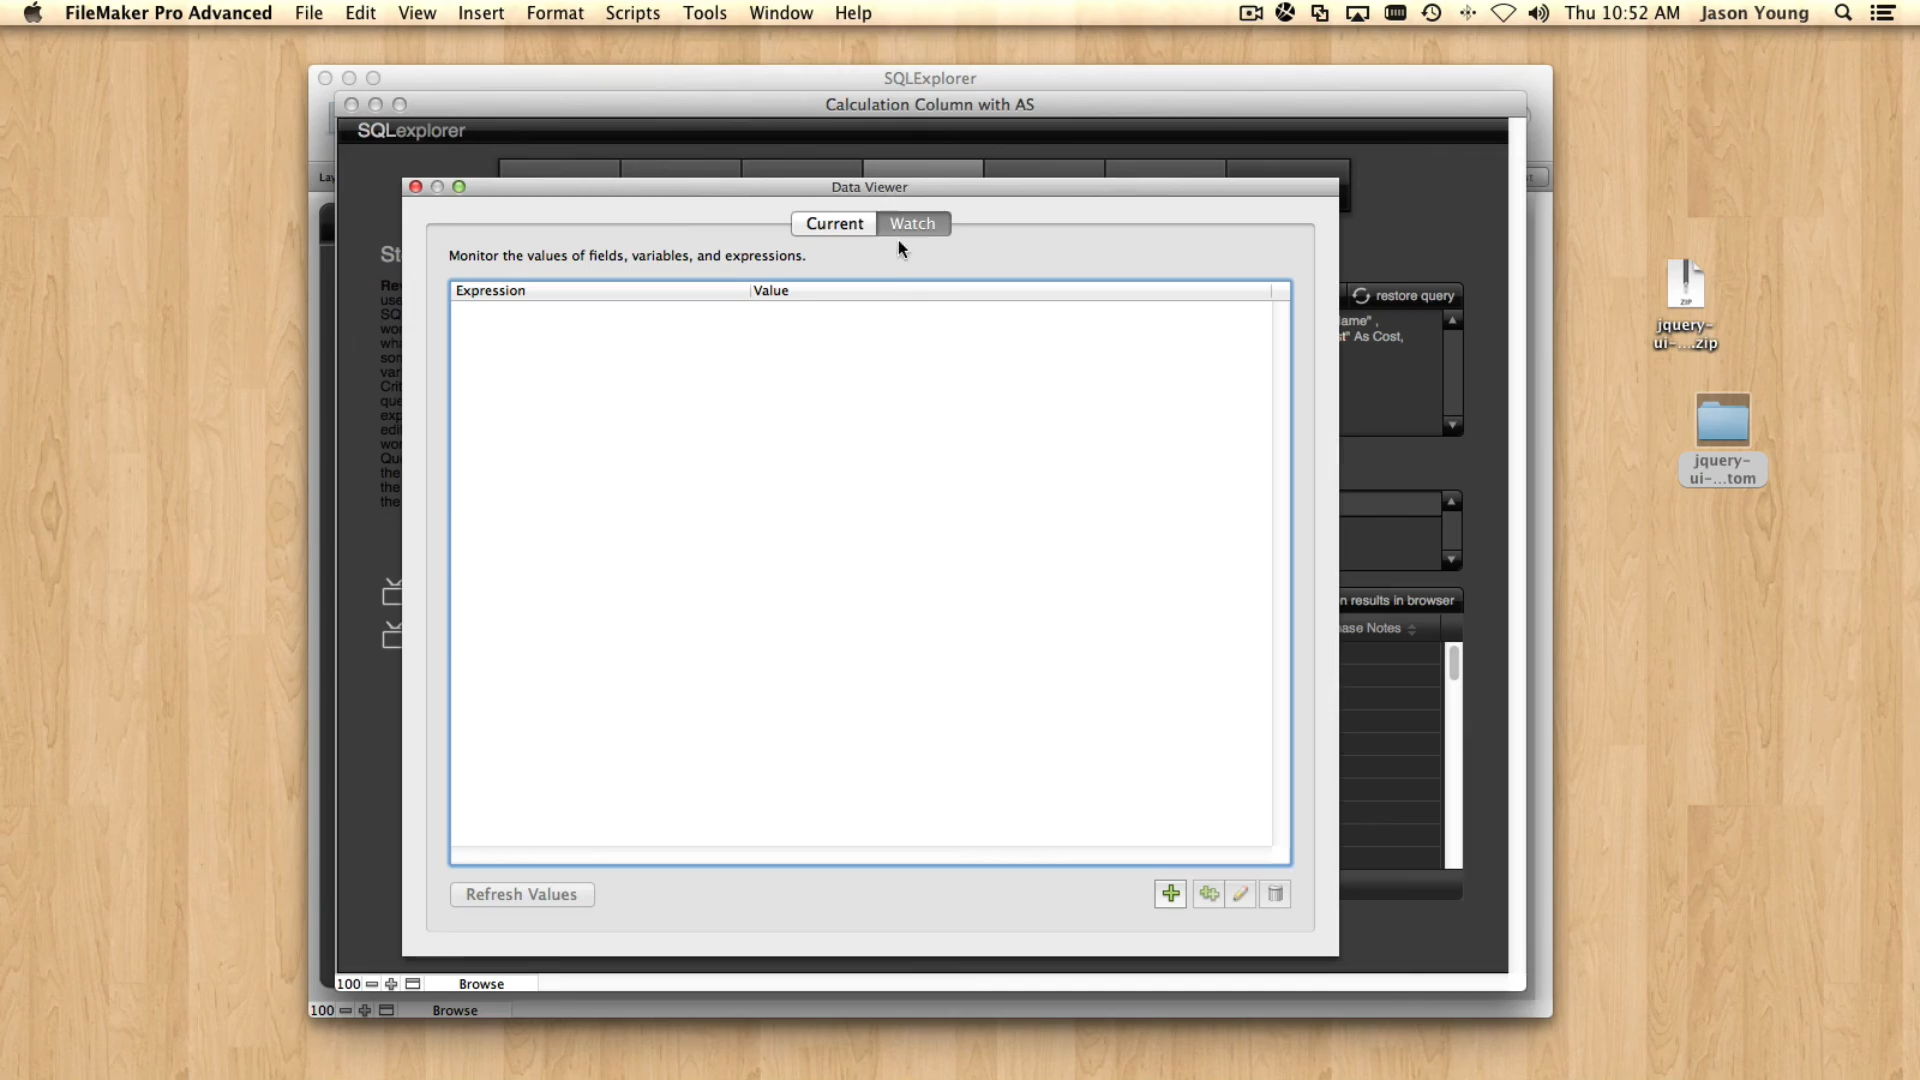 FileMaker Pro Advanced File Edit View Insert Format Scripts Tools Window Help Thu 10:52 AM Jason Young
SQLExplorer
Calculation Column with AS
SQLexplorer
Data Viewer
Current Watch
Monitor the values of fields, variables, and expressions.
Expression Value
restore query
As Cost,
results in browser
Notes
Refresh Values
100 Browse
100 Browse
ZIP
jquery-
ui-....zip
jquery-
ui-...tom